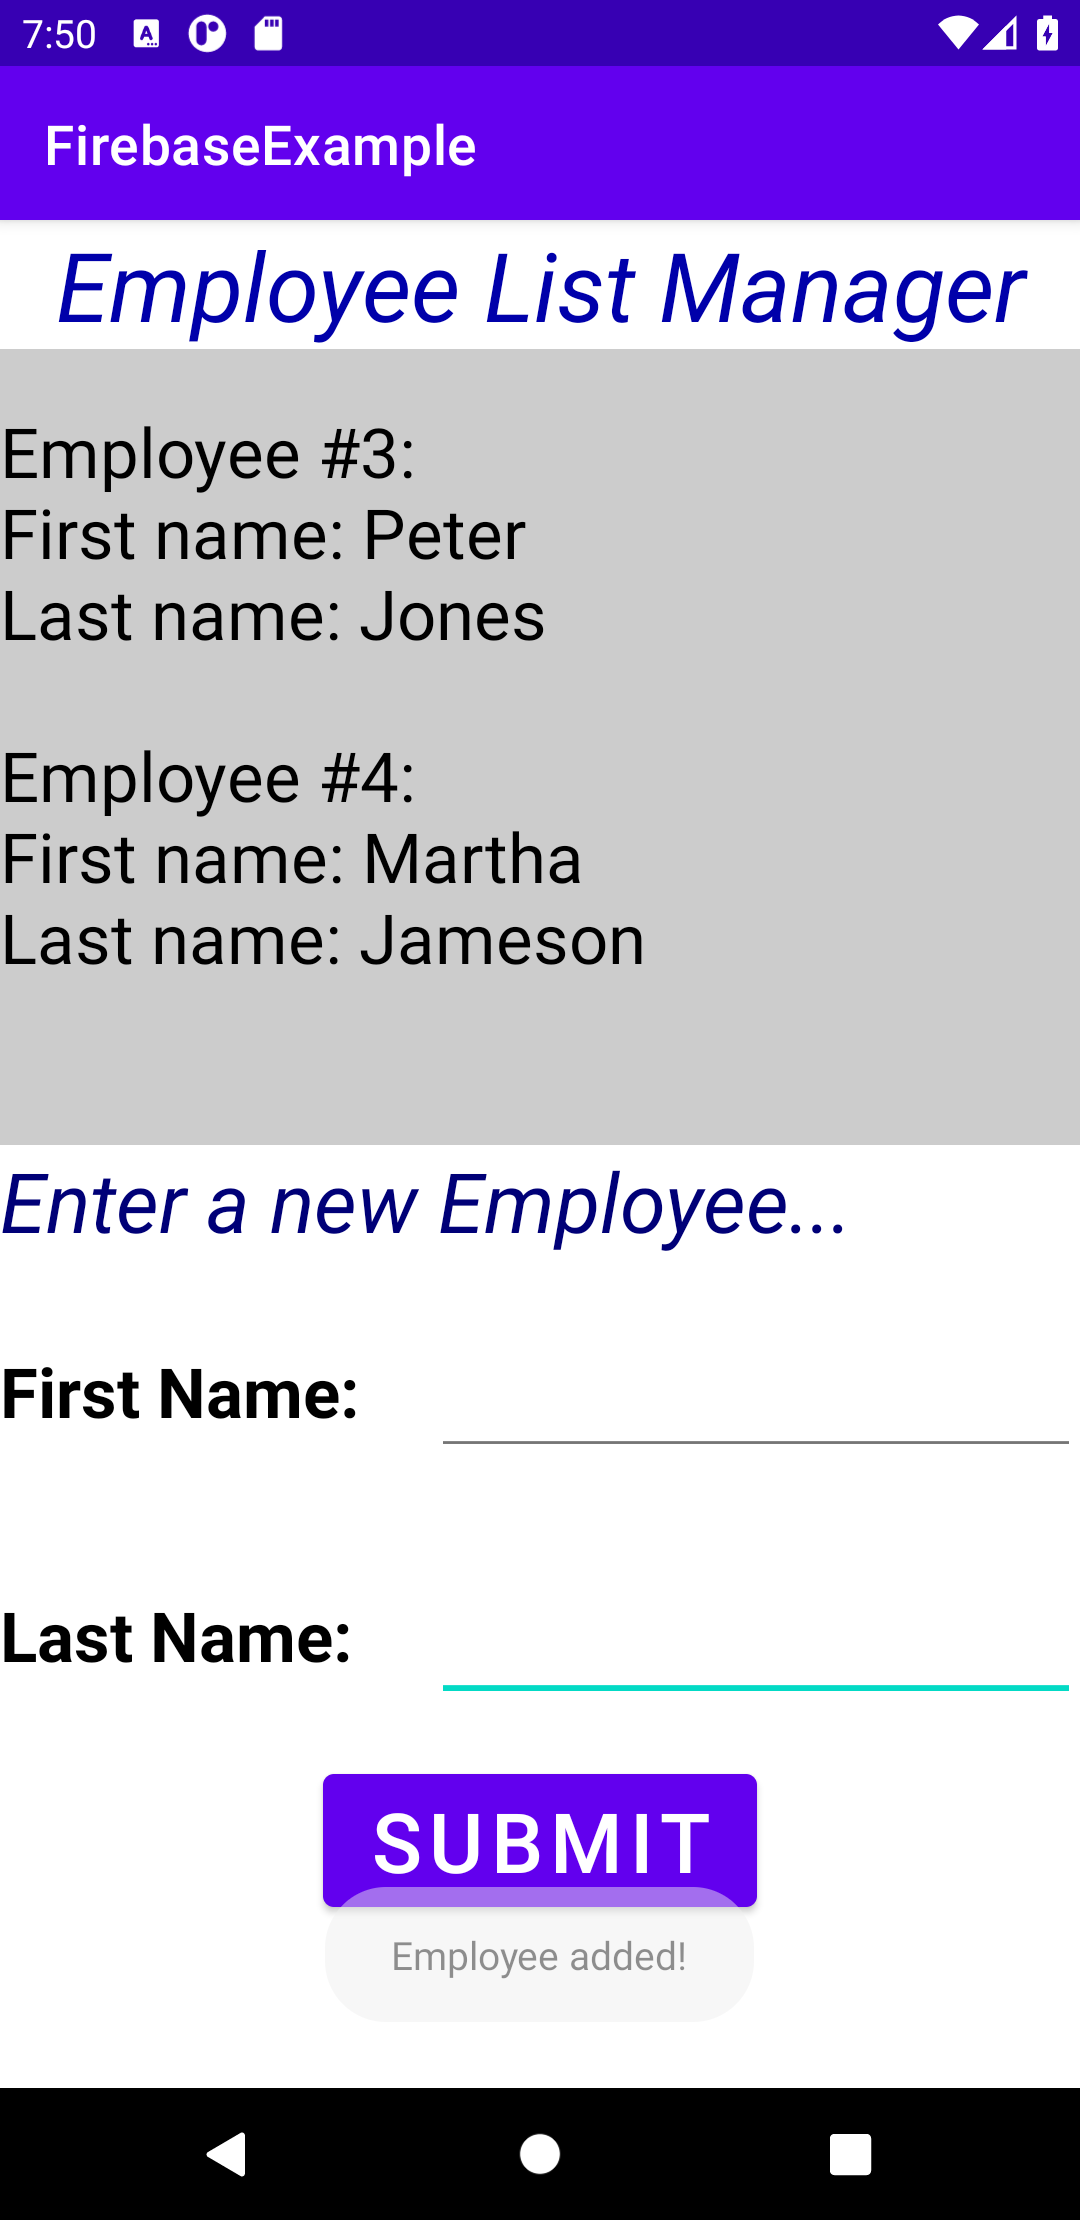 7:50
FirebaseExample
Employee List Manager
Employee #3:
First name: Peter
Last name: Jones
Employee #4:
First name: Martha
Last name: Jameson
Enter a new Employee...
First Name:
Last Name:
SUBMIT
Employee added!